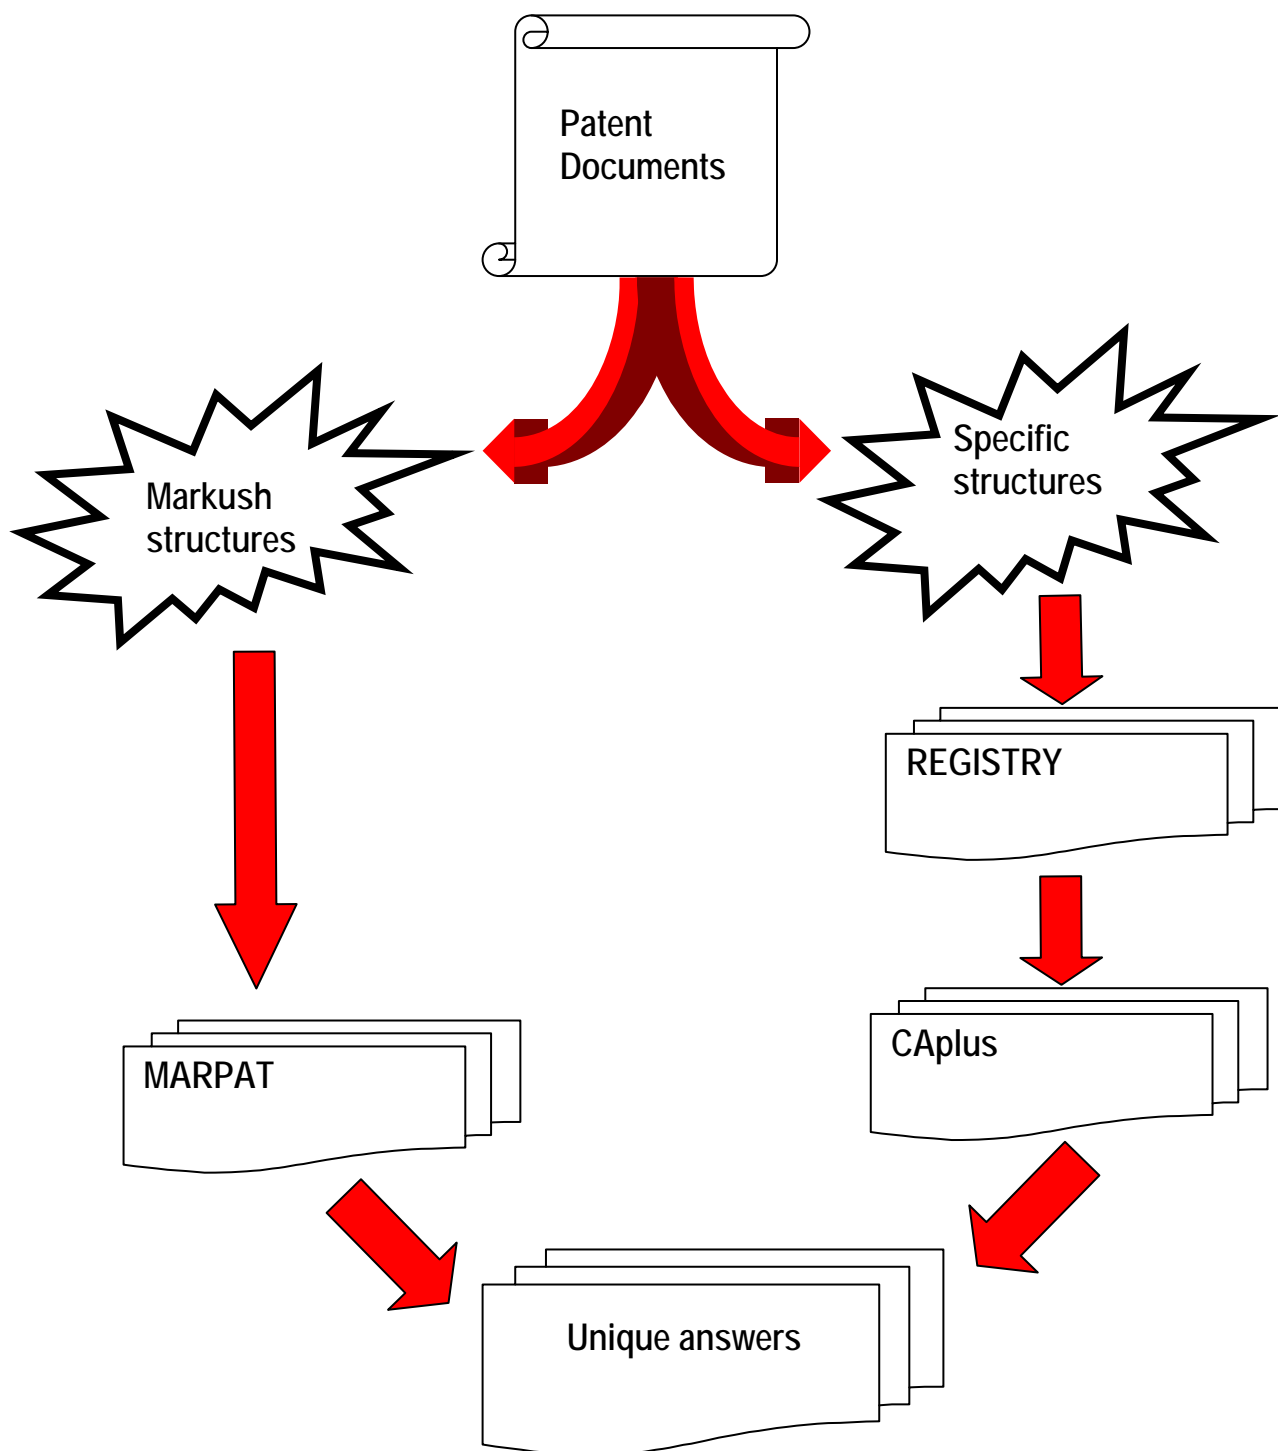 Patent
Documents
Markush
structures
Specific
structures
REGISTRY
CAplus
MARPAT
Unique answers